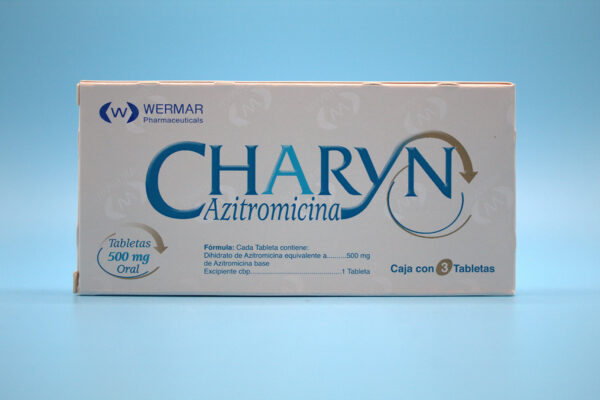 W WERMAR
Pharmaceuticals
CHARYN
Azitromicina
Tabletas
500 mg
Oral
Fórmula: Cada Tableta contiene:
Dihidrato de Azitromicina equivalente a.........500 mg
de Azitromicina base
Excipiente cbp.......................................1 Tableta
Caja con 3 Tabletas